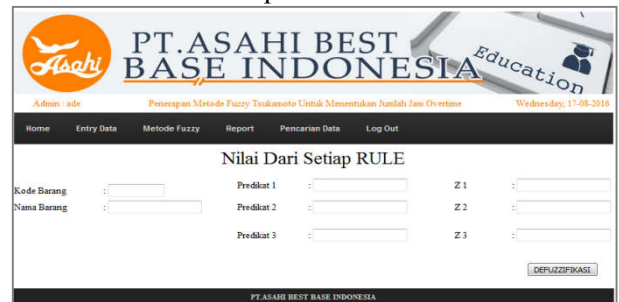 Asahi
PT.ASAHI BEST
BASE INDONESIA
Education
Admin : ade
Penerapan Metode Fuzzy Tsukamoto Untuk Menentukan Jumlah Jam Overtime
Wednesday, 17-08-2016
Home Entry Data Metode Fuzzy Report Pencarian Data Log Out
Nilai Dari Setiap RULE
Kode Barang : Predikat 1 : Z 1 :
Nama Barang : Predikat 2 : Z 2 :
Predikat 3 : Z 3 :
DEFUZZIFIKASI
PT.ASAHI BEST BASE INDONESIA